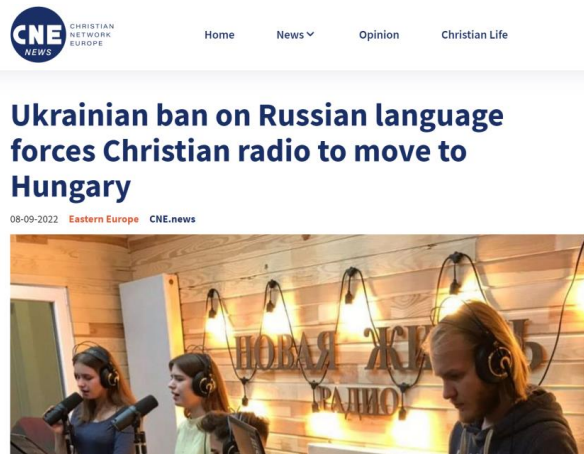 CNE
NEWS
CHRISTIAN
NETWORK
EUROPE
Home
News
Opinion
Christian Life
Ukrainian ban on Russian language
forces Christian radio to move to
Hungary
08-09-2022 Eastern Europe CNE.news
НОВАЯ
РАДИО